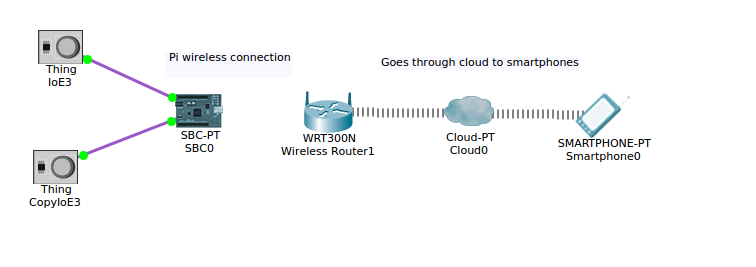 Pi wireless connection
Goes through cloud to smartphones
Thing
IoE3
SBC-PT
SBC0
WRT300N
Wireless Router1
Cloud-PT
Cloud0
SMARTPHONE-PT
Smartphone0
Thing
CopyIoE3